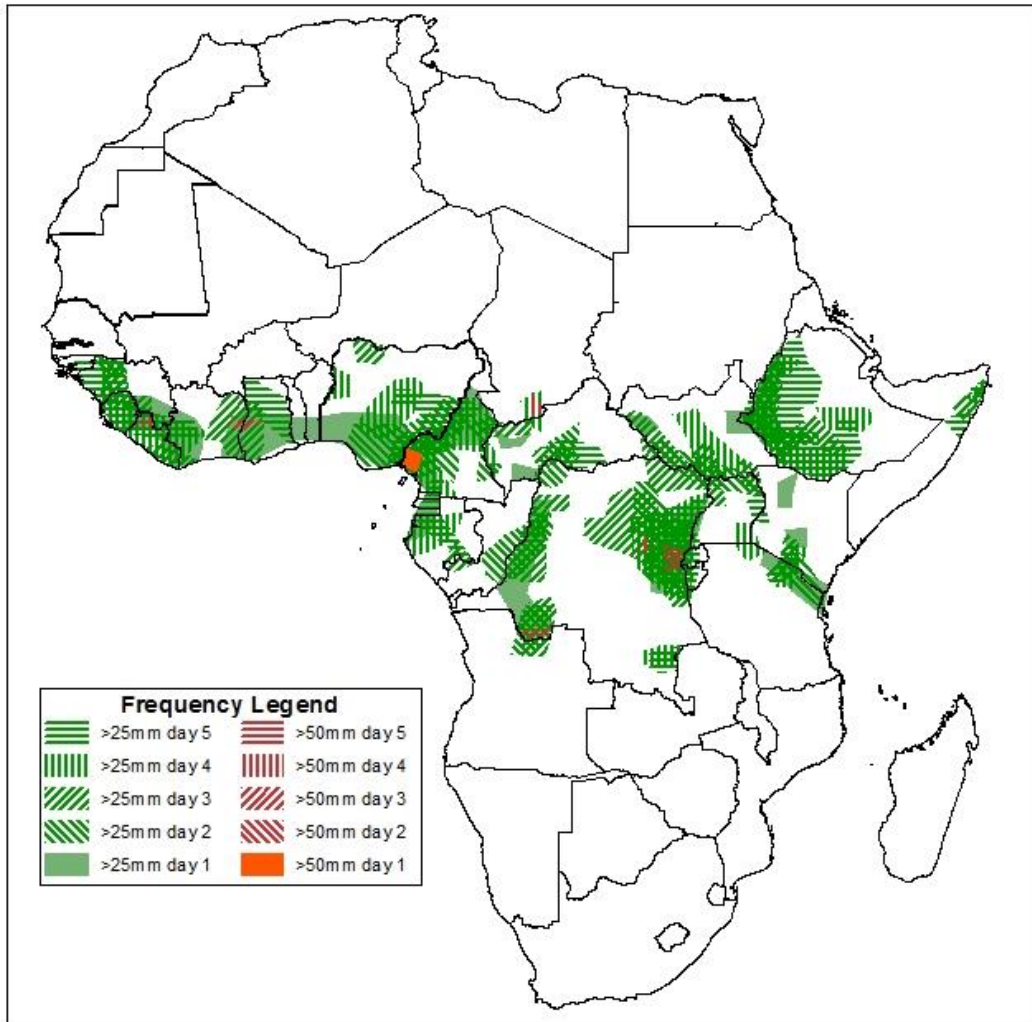 Frequency Legend
>25mm day 5 >50mm day 5
>25mm day 4 >50mm day 4
>25mm day 3 >50mm day 3
>25mm day 2 >50mm day 2
>25mm day 1 >50mm day 1